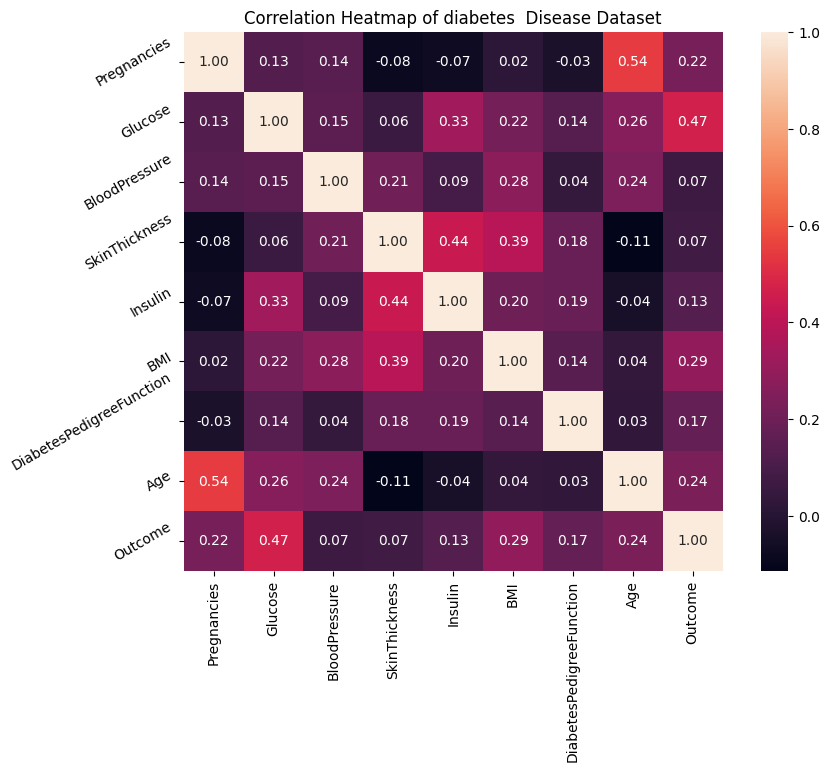 Correlation Heatmap of diabetes  Disease Dataset
Pregnancies 1.00 0.13 0.14 -0.08 -0.07 0.02 -0.03 0.54 0.22
Glucose 0.13 1.00 0.15 0.06 0.33 0.22 0.14 0.26 0.47
BloodPressure 0.14 0.15 1.00 0.21 0.09 0.28 0.04 0.24 0.07
SkinThickness -0.08 0.06 0.21 1.00 0.44 0.39 0.18 -0.11 0.07
Insulin -0.07 0.33 0.09 0.44 1.00 0.20 0.19 -0.04 0.13
BMI 0.02 0.22 0.28 0.39 0.20 1.00 0.14 0.04 0.29
DiabetesPedigreeFunction -0.03 0.14 0.04 0.18 0.19 0.14 1.00 0.03 0.17
Age 0.54 0.26 0.24 -0.11 -0.04 0.04 0.03 1.00 0.24
Outcome 0.22 0.47 0.07 0.07 0.13 0.29 0.17 0.24 1.00
Pregnancies Glucose BloodPressure SkinThickness Insulin BMI DiabetesPedigreeFunction Age Outcome
1.0
0.8
0.6
0.4
0.2
0.0